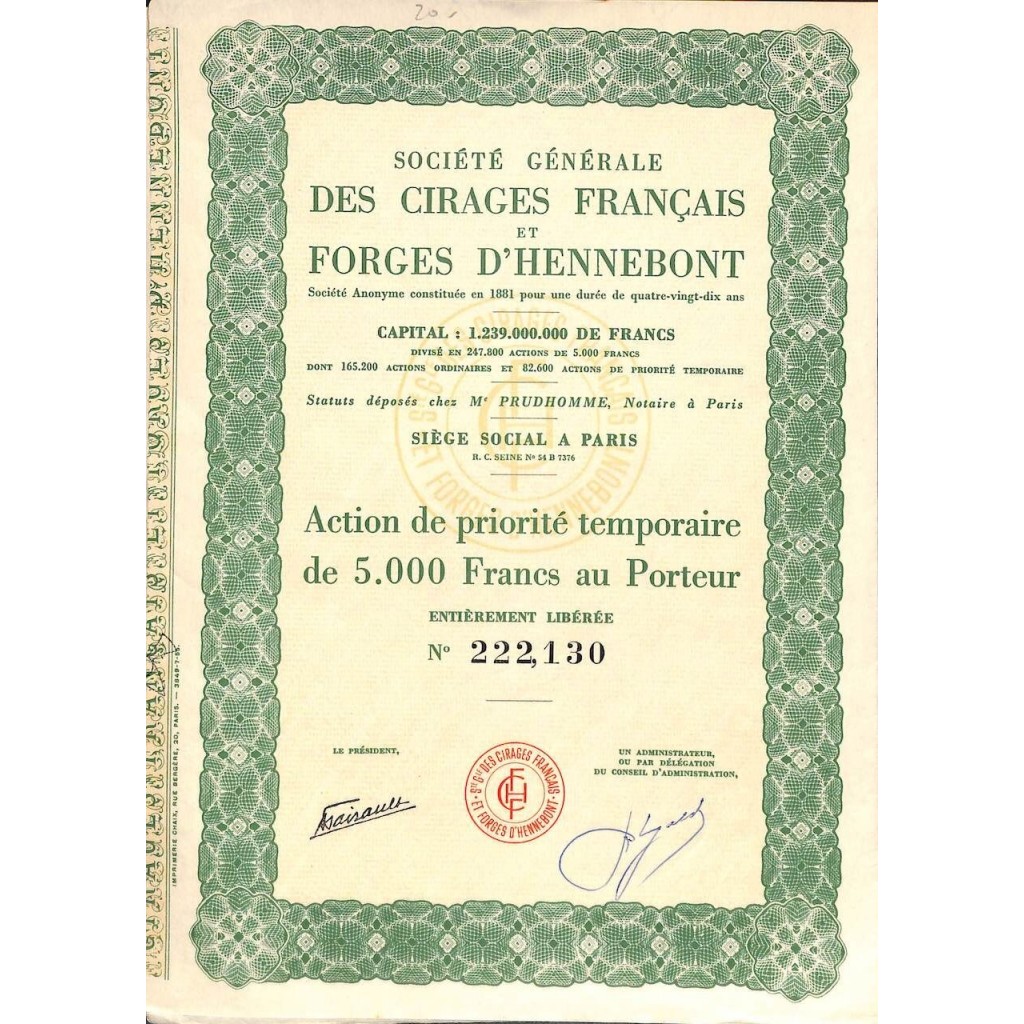 20
SOCIÉTÉ GÉNÉRALE
DES CIRAGES FRANÇAIS
ET
FORGES D'HENNEBONT
Société Anonyme constituée en 1881 pour une durée de quatre-vingt-dix ans
CAPITAL : 1.239.000.000 DE FRANCS
DIVISÉ EN 247.800 ACTIONS DE 5.000 FRANCS
DONT 165.200 ACTIONS ORDINAIRES ET 82.600 ACTIONS DE PRIORITÉ TEMPORAIRE
Statuts déposés chez Me PRUDHOMME, Notaire à Paris
SIÈGE SOCIAL A PARIS
R. C. SEINE No 54 B 7376
Action de priorité temporaire
de 5.000 Francs au Porteur
ENTIÈREMENT LIBÉRÉE
No 222,130
LE PRÉSIDENT,
UN ADMINISTRATEUR,
OU PAR DÉLÉGATION
DU CONSEIL D'ADMINISTRATION,
Sté Gle DES CIRAGES FRANÇAIS
ET FORGES D'HENNEBONT
IMPRIMERIE CHAIX, RUE BERGÈRE, 20, PARIS.